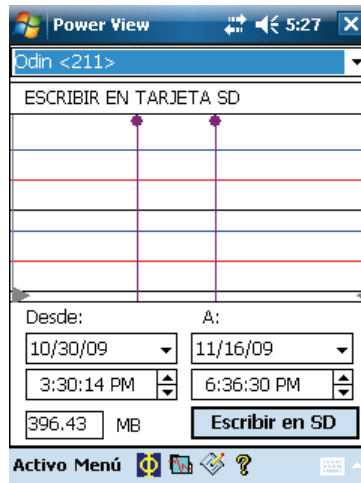 Power View 5:27
Odin <211>
ESCRIBIR EN TARJETA SD
Desde: A:
10/30/09 11/16/09
3:30:14 PM 6:36:30 PM
396.43 MB Escribir en SD
Activo Menú